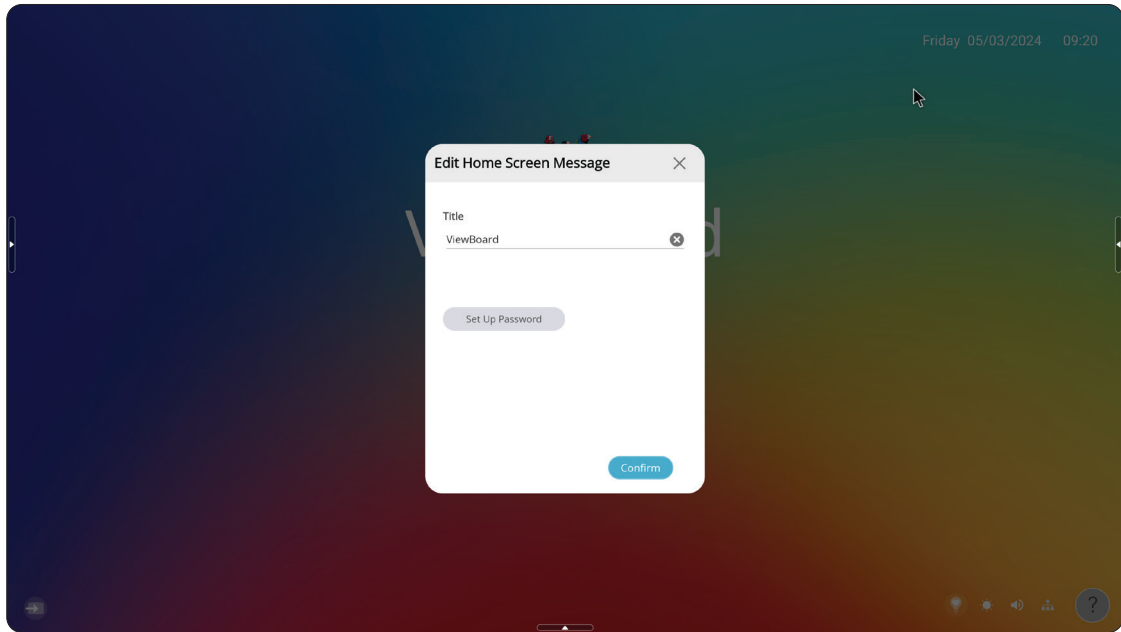 Friday 05/03/2024 09:20
Edit Home Screen Message
Title
ViewBoard
Set Up Password
Confirm
?